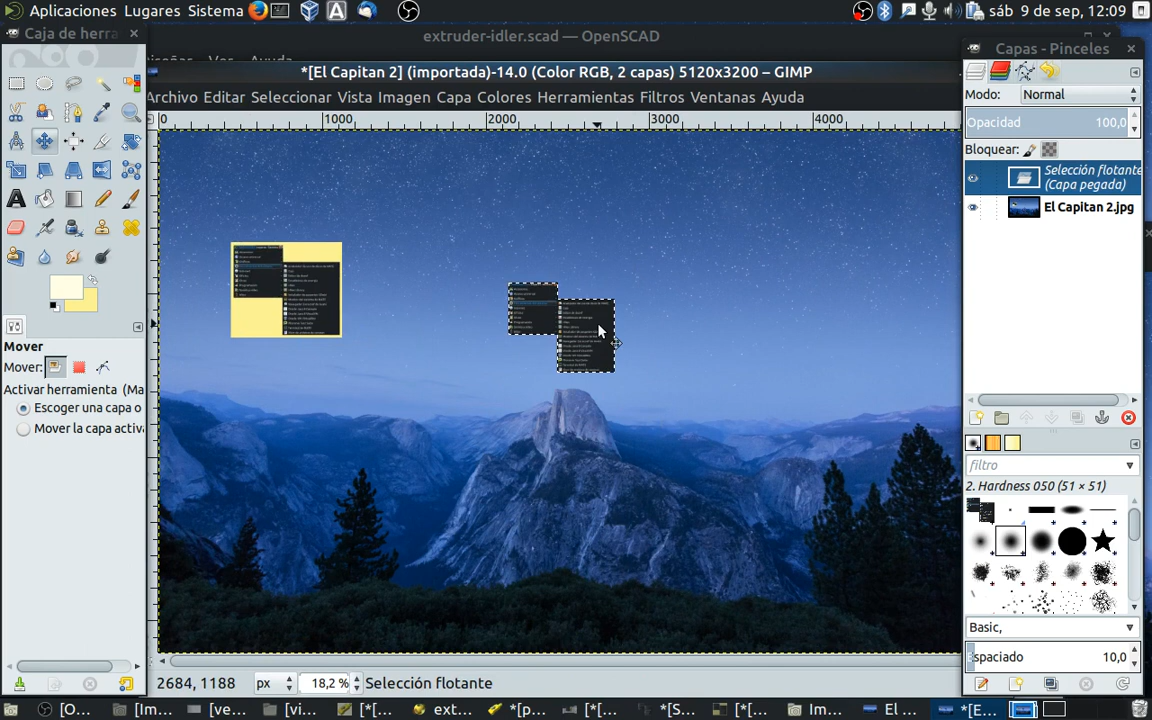 Aplicaciones Lugares Sistema
sáb 9 de sep, 12:09
Caja de herra
extruder-idler.scad — OpenSCAD
*[El Capitan 2] (importada)-14.0 (Color RGB, 2 capas) 5120x3200 – GIMP
Archivo Editar Seleccionar Vista Imagen Capa Colores Herramientas Filtros Ventanas Ayuda
0 1000 2000 3000 4000
Capas - Pinceles
Modo: Normal
Opacidad 100,0
Bloquear:
Selección flotante
(Capa pegada)
El Capitan 2.jpg
Mover
Mover:
Activar herramienta (Ma
Escoger una capa o
Mover la capa activa
filtro
2. Hardness 050 (51 × 51)
Basic,
Espaciado 10,0
2684, 1188 px 18,2 % Selección flotante
[O... [Im... [ve... [vi... *[... ext... *[p... *[... *[S... *[... Im... El ... *[E...